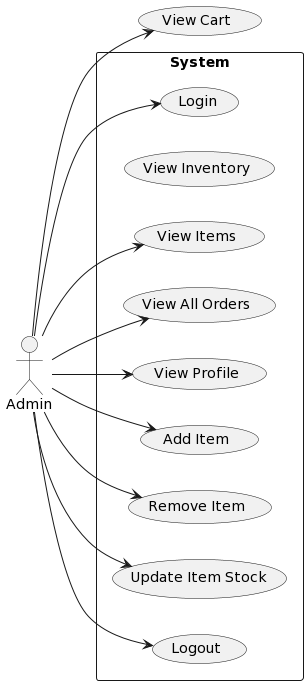 View Cart
System
Login
View Inventory
View Items
View All Orders
Admin
View Profile
Add Item
Remove Item
Update Item Stock
Logout